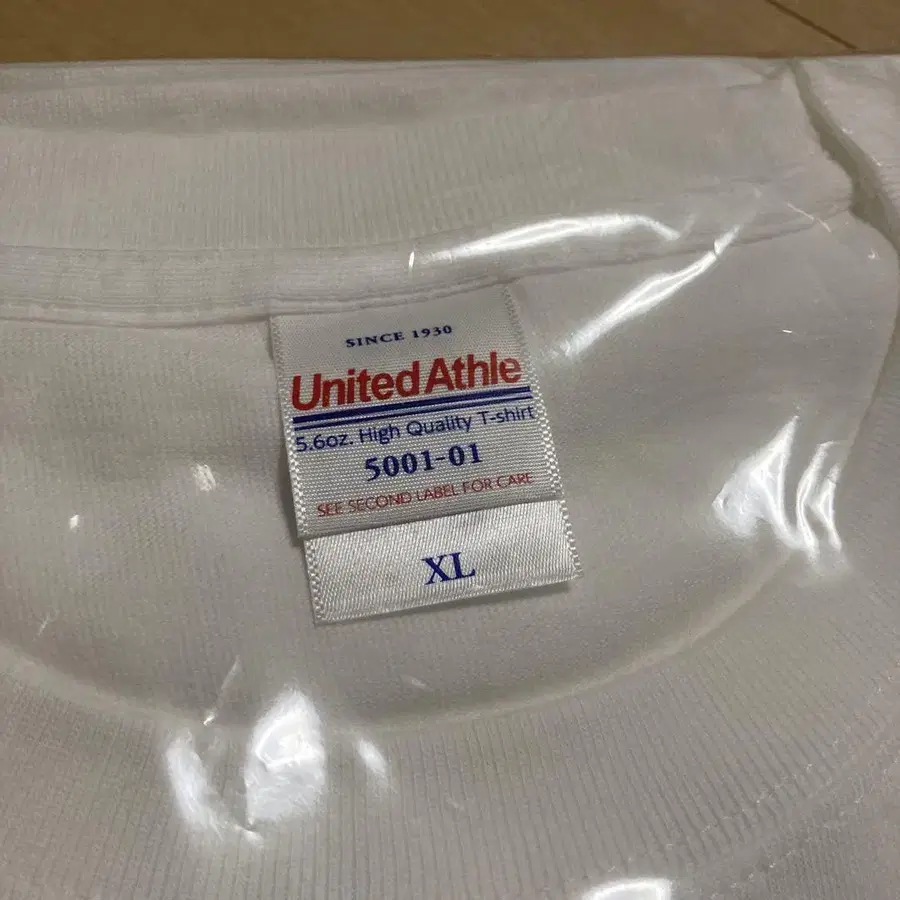 SINCE 1930
United Athle
5.6oz. High Quality T-shirt
5001-01
SEE SECOND LABEL FOR CARE
XL